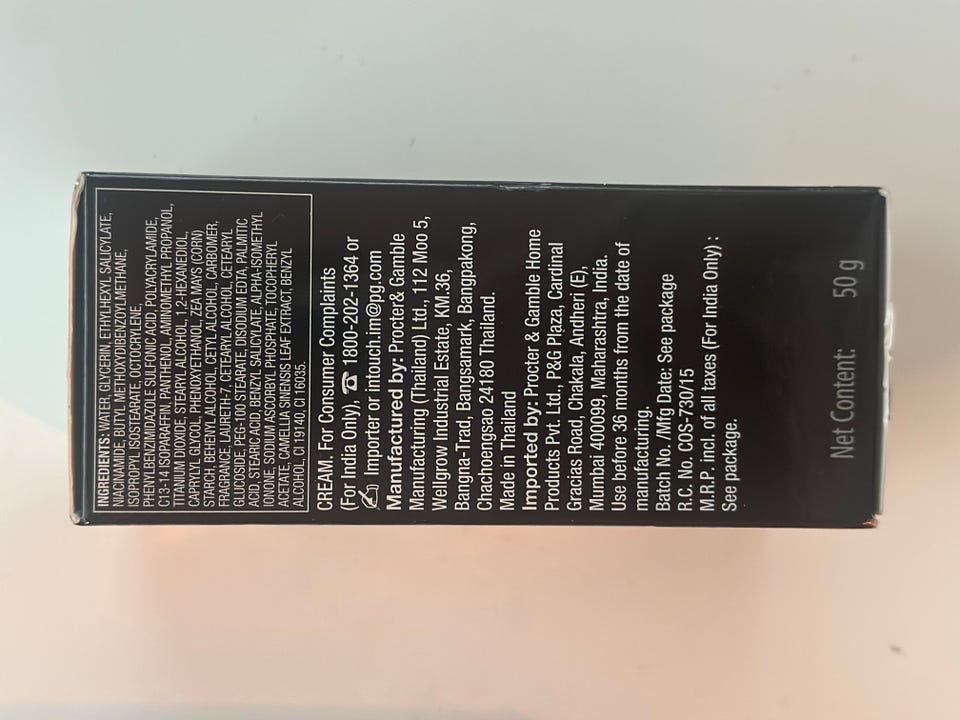 INGREDIENTS: WATER, GLYCERIN, ETHYLHEXYL SALICYLATE,
NIACINAMIDE, BUTYL METHOXYDIBENZOYLMETHANE,
ISOPROPYL ISOSTEARATE, OCTOCRYLENE,
PHENYLBENZIMIDAZOLE SULFONIC ACID, POLYACRYLAMIDE,
C13-14 ISOPARAFFIN, PANTHENOL, AMINOMETHYL PROPANOL,
TITANIUM DIOXIDE, STEARYL ALCOHOL, 1,2-HEXANEDIOL,
CAPRYLYL GLYCOL, PHENOXYETHANOL, ZEA MAYS (CORN)
STARCH, BEHENYL ALCOHOL, CETYL ALCOHOL, CARBOMER,
FRAGRANCE, LAURETH-7, CETEARYL ALCOHOL, CETEARYL
GLUCOSIDE, PEG-100 STEARATE, DISODIUM EDTA, PALMITIC
ACID, STEARIC ACID, BENZYL SALICYLATE, ALPHA-ISOMETHYL
IONONE, SODIUM ASCORBYL PHOSPHATE, TOCOPHERYL
ACETATE, CAMELLIA SINENSIS LEAF EXTRACT, BENZYL
ALCOHOL, CI 19140, CI 16035.
CREAM. For Consumer Complaints
(For India Only), ☎ 1800-202-1364 or
✍ Importer or intouch.im@pg.com
Manufactured by: Procter& Gamble
Manufacturing (Thailand) Ltd., 112 Moo 5,
Wellgrow Industrial Estate, KM.36,
Bangna-Trad, Bangsamark, Bangpakong,
Chachoengsao 24180 Thailand.
Made in Thailand
Imported by: Procter & Gamble Home
Products Pvt. Ltd., P&G Plaza, Cardinal
Gracias Road, Chakala, Andheri (E),
Mumbai 400099, Maharashtra, India.
Use before 36 months from the date of
manufacturing.
Batch No. /Mfg Date: See package
R.C. No. COS-730/15
M.R.P. incl. of all taxes (For India Only) :
See package.
Net Content: 50 g